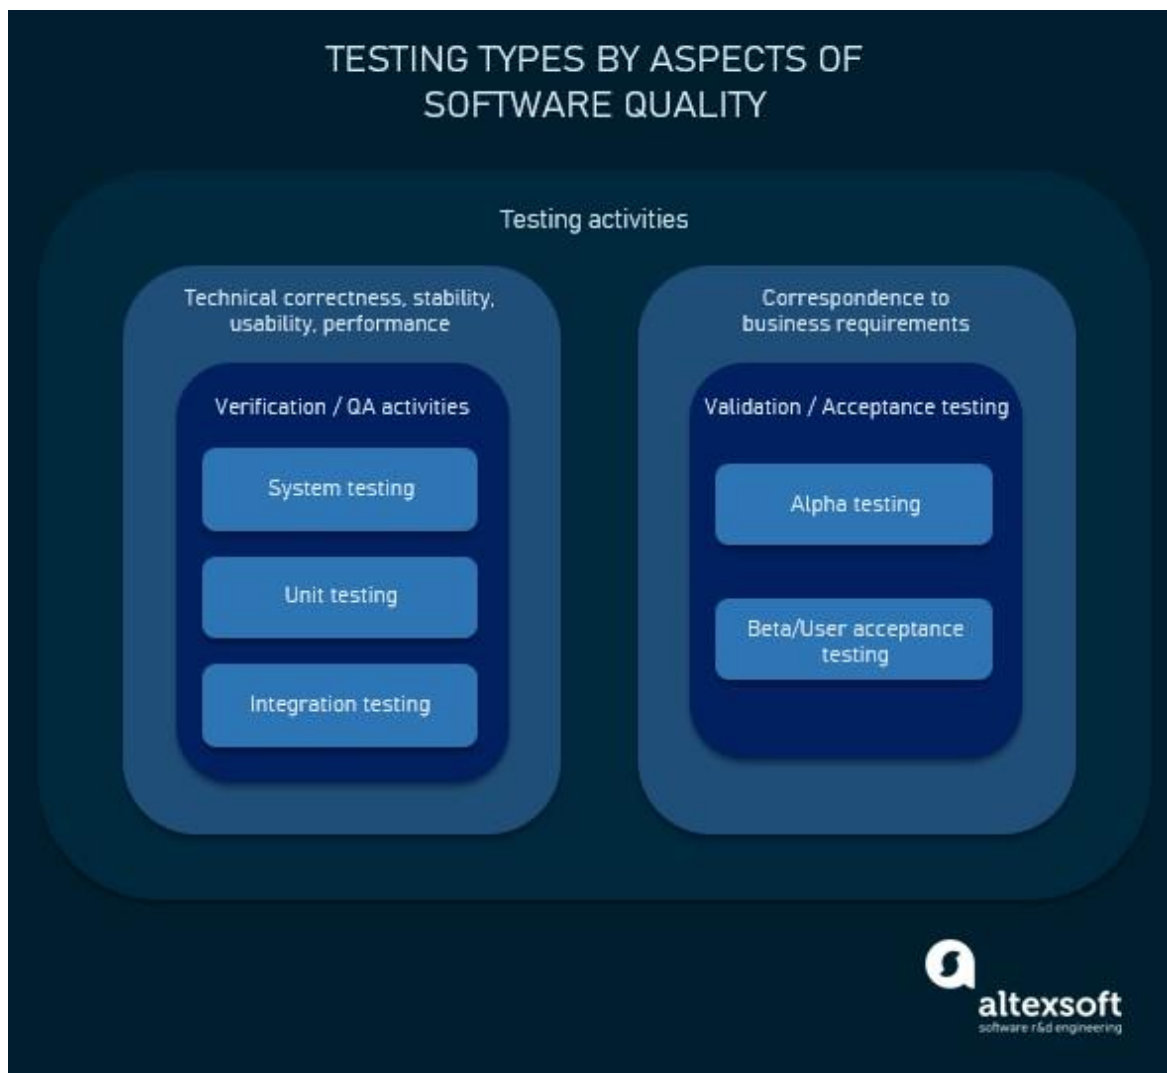 TESTING TYPES BY ASPECTS OF
SOFTWARE QUALITY
Testing activities
Technical correctness, stability,
usability, performance
Verification / QA activities
System testing
Unit testing
Integration testing
Correspondence to
business requirements
Validation / Acceptance testing
Alpha testing
Beta/User acceptance
testing
altexsoft
software r&d engineering